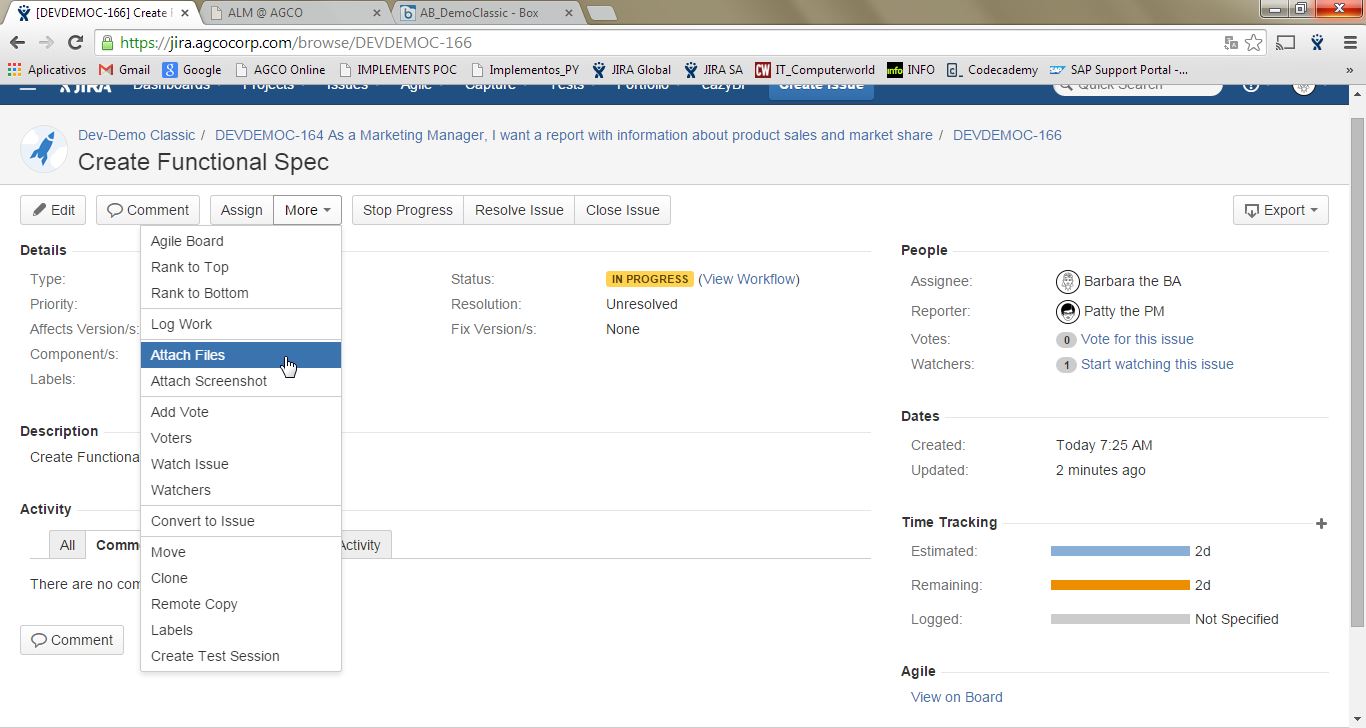 [DEVDEMOC-166] Create F
ALM @ AGCO
AB_DemoClassic - Box
https://jira.agcocorp.com/browse/DEVDEMOC-166
Aplicativos Gmail Google AGCO Online IMPLEMENTS POC Implementos_PY JIRA Global JIRA SA IT_Computerworld INFO Codecademy SAP Support Portal -... »
JIRA Dashboards Projects Issues Agile Capture Tests Portfolio eazyBI Create Issue Quick Search
Dev-Demo Classic / DEVDEMOC-164 As a Marketing Manager, I want a report with information about product sales and market share / DEVDEMOC-166
Create Functional Spec
Edit Comment Assign More Stop Progress Resolve Issue Close Issue Export
Agile Board
Rank to Top
Rank to Bottom
Log Work
Attach Files
Attach Screenshot
Add Vote
Voters
Watch Issue
Watchers
Convert to Issue
Move
Clone
Remote Copy
Labels
Create Test Session
Details
Type:
Priority:
Affects Version/s:
Component/s:
Labels:
Status: IN PROGRESS (View Workflow)
Resolution: Unresolved
Fix Version/s: None
Description
Create Functiona
Activity
All Comm Activity
There are no com
Comment
People
Assignee: Barbara the BA
Reporter: Patty the PM
Votes: 0 Vote for this issue
Watchers: 1 Start watching this issue
Dates
Created: Today 7:25 AM
Updated: 2 minutes ago
Time Tracking
Estimated: 2d
Remaining: 2d
Logged: Not Specified
Agile
View on Board